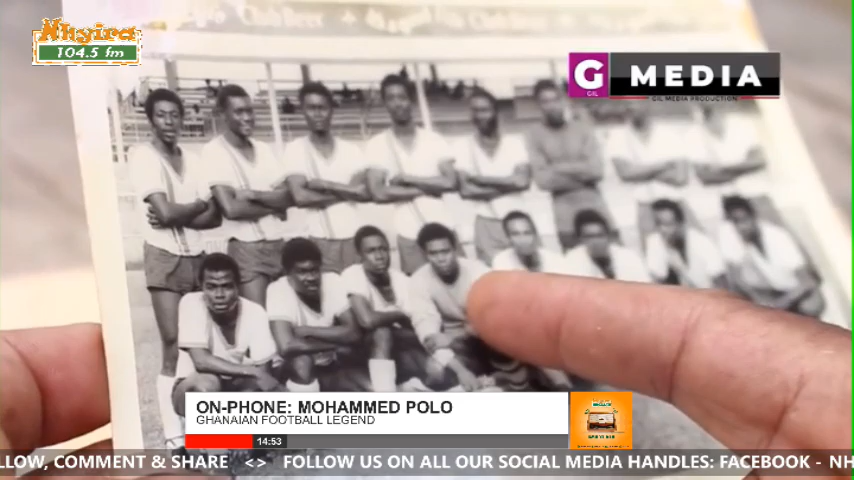 Nhyira
104.5 fm
G
GIL
MEDIA
GIL MEDIA PRODUCTION
ON-PHONE: MOHAMMED POLO
GHANAIAN FOOTBALL LEGEND
14:53
LLOW, COMMENT & SHARE <> FOLLOW US ON ALL OUR SOCIAL MEDIA HANDLES: FACEBOOK - NH